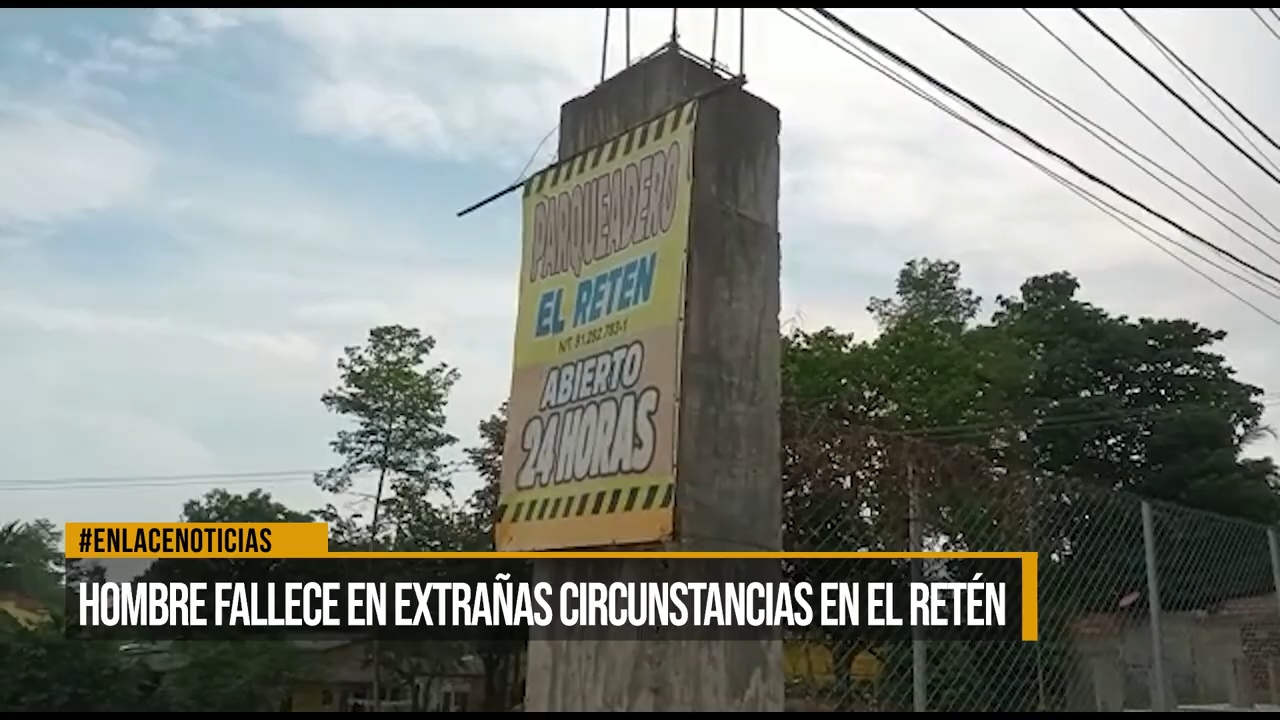 PARQUEADERO
EL RETEN
NIT. 91.292.783-1
ABIERTO
24 HORAS
#ENLACENOTICIAS
HOMBRE FALLECE EN EXTRAÑAS CIRCUNSTANCIAS EN EL RETÉN